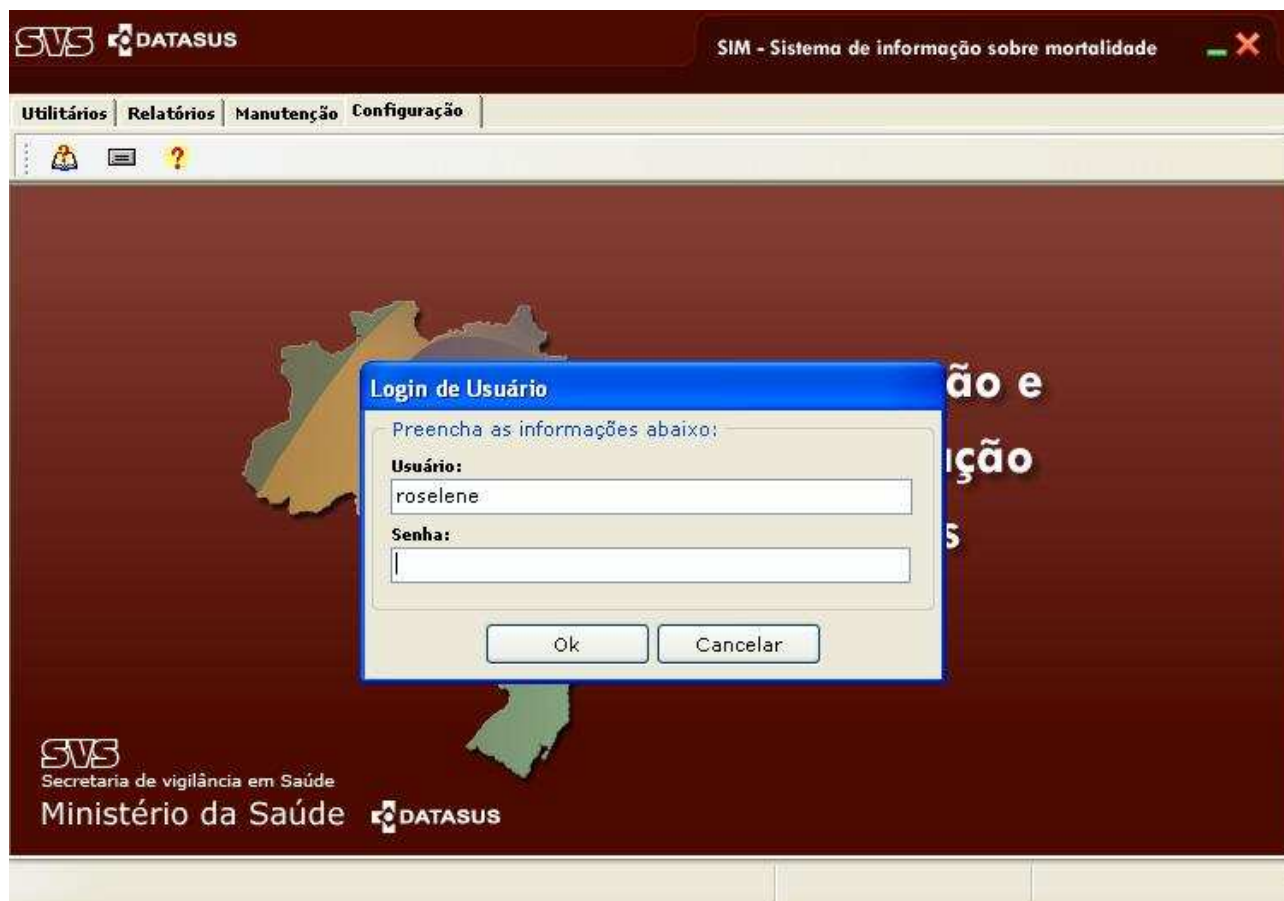 SVS DATASUS
SIM - Sistema de informação sobre mortalidade
Utilitários Relatórios Manutenção Configuração
Login de Usuário
Preencha as informações abaixo:
Usuário:
roselene
Senha:
Ok Cancelar
ão e
ção
s
SVS
Secretaria de vigilância em Saúde
Ministério da Saúde DATASUS